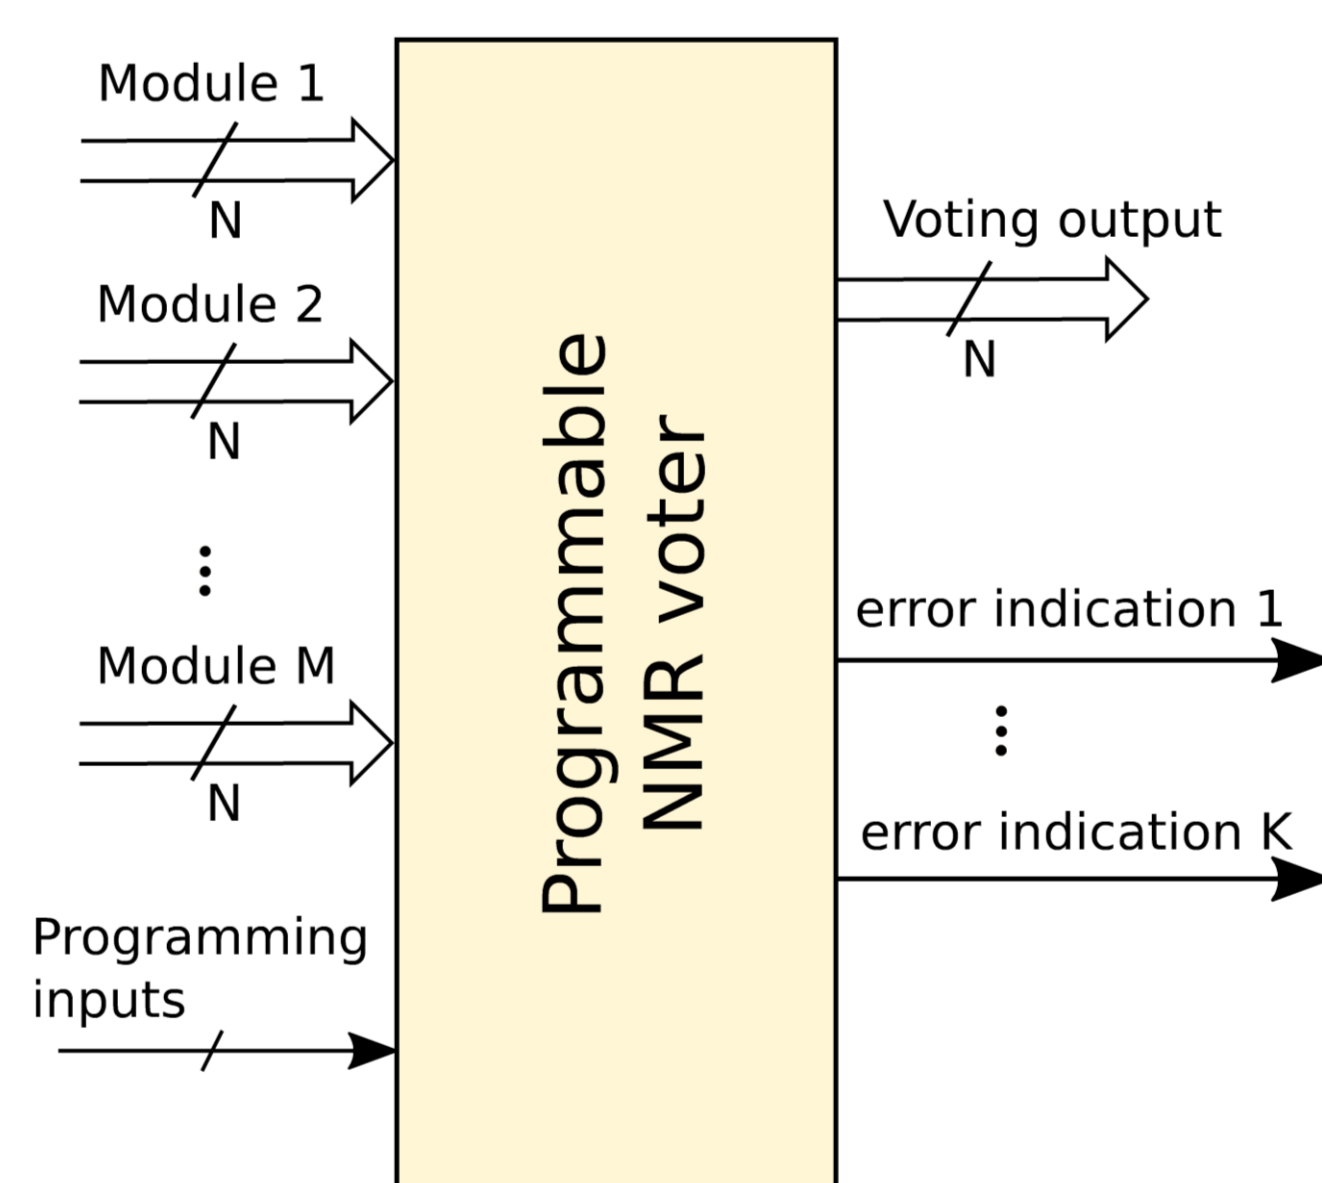 Module 1
N
Module 2
N
Module M
N
Programming
inputs
Programmable
NMR voter
Voting output
N
error indication 1
error indication K